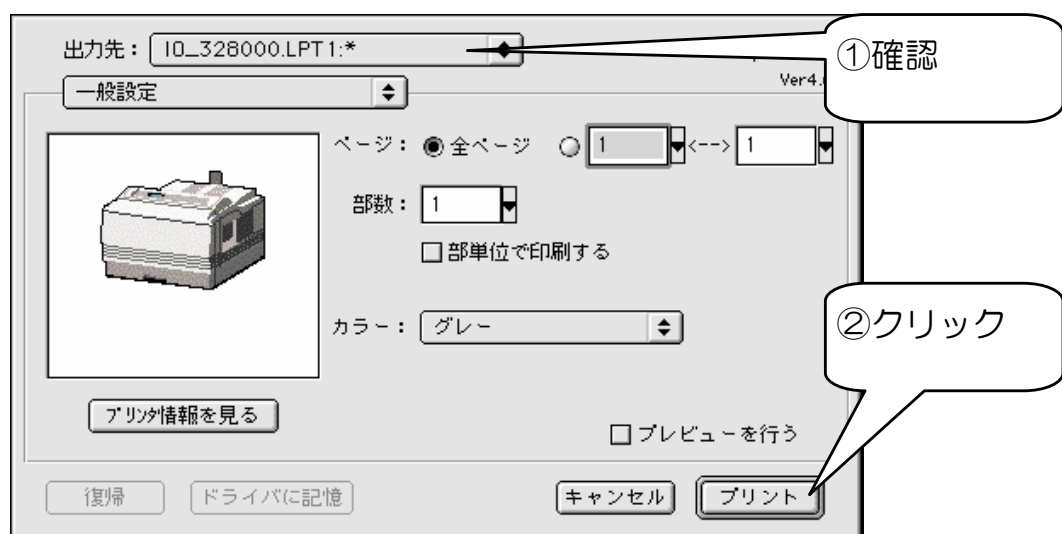 出力先： IO_328000.LPT1:*
①確認
Ver4.
一般設定
ページ： 全ページ 1 <--> 1
部数： 1
部単位で印刷する
カラー： グレー
②クリック
プリンタ情報を見る
プレビューを行う
復帰 ドライバに記憶 キャンセル プリント